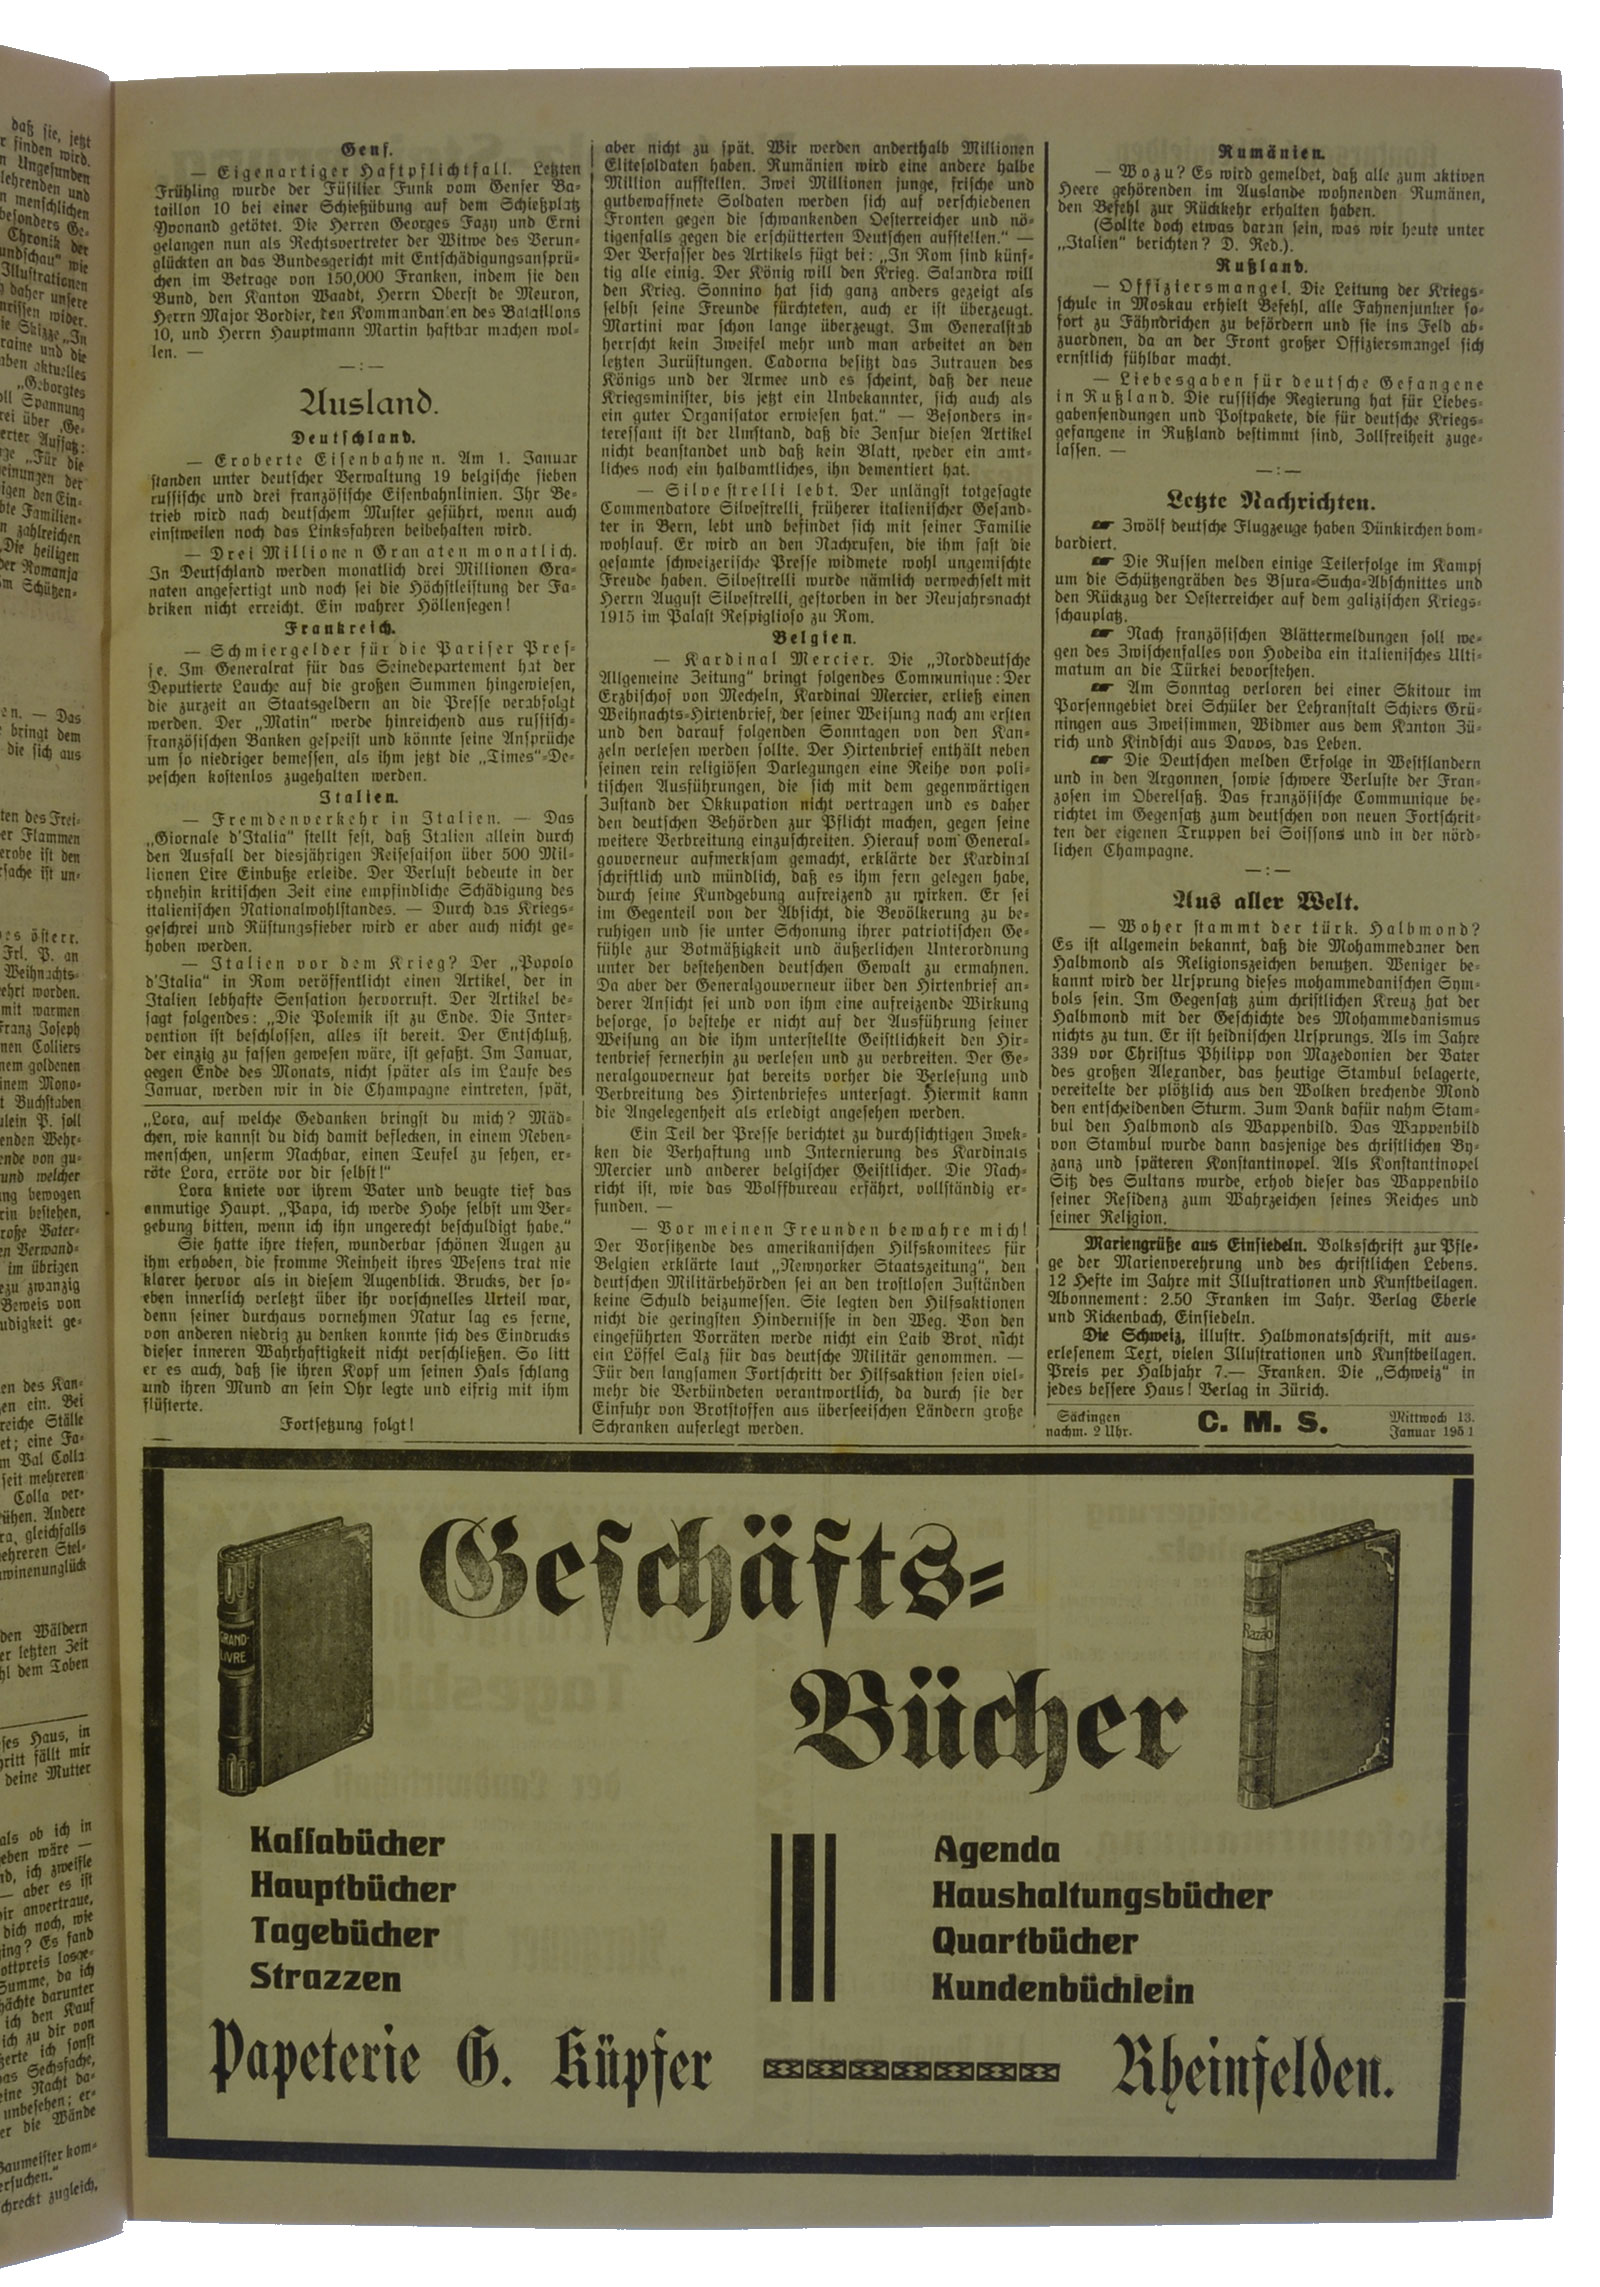 Genf.
— Eigenartiger Haftpflichtfall. Letzten
Frühling wurde der Füsilier Funk vom Genfer Ba-
taillon 10 bei einer Schießübung auf dem Schießplatz
Yvonand getötet. Die Herren Georges Fazy und Erni
gelangen nun als Rechtsvertreter der Witwe des Verun-
glückten an das Bundesgericht mit Entschädigungsansprü-
chen im Betrage von 150,000 Franken, indem sie den
Bund, den Kanton Waadt, Herrn Oberst de Meuron,
Herrn Major Bordier, den Kommandanten des Bataillons
10, und Herrn Hauptmann Martin haftbar machen wol-
len. —
—:—
Ausland.
Deutschland.
— Eroberte Eisenbahnen. Am 1. Januar
standen unter deutscher Verwaltung 19 belgische sieben
russische und drei französische Eisenbahnlinien. Ihr Be-
trieb wird nach deutschem Muster geführt, wenn auch
einstweilen noch das Linksfahren beibehalten wird.
— Drei Millionen Granaten monatlich.
In Deutschland werden monatlich drei Millionen Gra-
naten angefertigt und noch sei die Höchstleistung der Fa-
briken nicht erreicht. Ein wahrer Höllensegen!
Frankreich.
— Schmiergelder für die Pariser Pres-
se. Im Generalrat für das Seinedepartement hat der
Deputierte Lauche auf die großen Summen hingewiesen,
die zurzeit an Staatsgeldern an die Presse verabfolgt
werden. Der „Matin“ werde hinreichend aus russisch-
französischen Banken gespeist und könnte seine Ansprüche
um so niedriger bemessen, als ihm jetzt die „Times“-De-
peschen kostenlos zugehalten werden.
Italien.
— Fremdenverkehr in Italien. — Das
„Giornale d'Italia“ stellt fest, daß Italien allein durch
den Ausfall der diesjährigen Reisesaison über 500 Mil-
lionen Lire Einbuße erleide. Der Verlust bedeute in der
ohnehin kritischen Zeit eine empfindliche Schädigung des
italienischen Nationalwohlstandes. — Durch das Kriegs-
geschrei und Rüstungsfieber wird er aber auch nicht ge-
hoben werden.
— Italien vor dem Krieg? Der „Popolo
d'Italia“ in Rom veröffentlicht einen Artikel, der in
Italien lebhafte Sensation hervorruft. Der Artikel be-
sagt folgendes: „Die Polemik ist zu Ende. Die Inter-
vention ist beschlossen, alles ist bereit. Der Entschluß,
der einzig zu fassen gewesen wäre, ist gefaßt. Im Januar,
gegen Ende des Monats, nicht später als im Laufe des
Januar, werden wir in die Champagne eintreten, spät,
„Lora, auf welche Gedanken bringst du mich? Mäd-
chen, wie kannst du dich damit beflecken, in einem Neben-
menschen, unserm Nachbar, einen Teufel zu sehen, er-
röte Lora, erröte vor dir selbst!“
Lora kniete vor ihrem Vater und beugte tief das
anmutige Haupt. „Papa, ich werde Hohe selbst um Ver-
gebung bitten, wenn ich ihn ungerecht beschuldigt habe.“
Sie hatte ihre tiefen, wunderbar schönen Augen zu
ihm erhoben, die fromme Reinheit ihres Wesens trat nie
klarer hervor als in diesem Augenblick. Brucks, der so-
eben innerlich verletzt über ihr vorschnelles Urteil war,
denn seiner durchaus vornehmen Natur lag es ferne,
von anderen niedrig zu denken konnte sich des Eindrucks
dieser inneren Wahrhaftigkeit nicht verschließen. So litt
er es auch, daß sie ihren Kopf um seinen Hals schlang
und ihren Mund an sein Ohr legte und eifrig mit ihm
flüsterte.
Fortsetzung folgt!
aber nicht zu spät. Wir werden anderthalb Millionen
Elitesoldaten haben. Rumänien wird eine andere halbe
Million aufstellen. Zwei Millionen junge, frische und
gutbewaffnete Soldaten werden sich auf verschiedenen
Fronten gegen die schwankenden Oesterreicher und nö-
tigenfalls gegen die erschütterten Deutschen aufstellen.“ —
Der Verfasser des Artikels fügt bei: „In Rom sind künf-
tig alle einig. Der König will den Krieg. Salandra will
den Krieg. Sonnino hat sich ganz anders gezeigt als
selbst seine Freunde fürchteten, auch er ist überzeugt.
Martini war schon lange überzeugt. Im Generalstab
herrscht kein Zweifel mehr und man arbeitet an den
letzten Zurüstungen. Cadorna besitzt das Zutrauen des
Königs und der Armee und es scheint, daß der neue
Kriegsminister, bis jetzt ein Unbekannter, sich auch als
ein guter Organisator erwiesen hat.“ — Besonders in-
teressant ist der Umstand, daß die Zensur diesen Artikel
nicht beanstandet und daß kein Blatt, weder ein amt-
liches noch ein halbamtliches, ihn dementiert hat.
— Silvestrelli lebt. Der unlängst totgesagte
Commendatore Silvestrelli, früherer italienischer Gesand-
ter in Bern, lebt und befindet sich mit seiner Familie
wohlauf. Er wird an den Nachrufen, die ihm fast die
gesamte schweizerische Presse widmete wohl ungemischte
Freude haben. Silvestrelli wurde nämlich verwechselt mit
Herrn August Silvestrelli, gestorben in der Neujahrsnacht
1915 im Palast Respiglioso zu Rom.
Belgien.
— Kardinal Mercier. Die „Norddeutsche
Allgemeine Zeitung“ bringt folgendes Communique: Der
Erzbischof von Mecheln, Kardinal Mercier, erließ einen
Weihnachts-Hirtenbrief, der seiner Weisung nach am ersten
und den darauf folgenden Sonntagen von den Kan-
zeln verlesen werden sollte. Der Hirtenbrief enthält neben
seinen rein religiösen Darlegungen eine Reihe von poli-
tischen Ausführungen, die sich mit dem gegenwärtigen
Zustand der Okkupation nicht vertragen und es daher
den deutschen Behörden zur Pflicht machen, gegen seine
weitere Verbreitung einzuschreiten. Hierauf vom General-
gouverneur aufmerksam gemacht, erklärte der Kardinal
schriftlich und mündlich, daß es ihm fern gelegen habe,
durch seine Kundgebung aufreizend zu wirken. Er sei
im Gegenteil von der Absicht, die Bevölkerung zu be-
ruhigen und sie unter Schonung ihrer patriotischen Ge-
fühle zur Botmäßigkeit und äußerlichen Unterordnung
unter der bestehenden deutschen Gewalt zu ermahnen.
Da aber der Generalgouverneur über den Hirtenbrief an-
derer Ansicht sei und von ihm eine aufreizende Wirkung
besorge, so bestehe er nicht auf der Ausführung seiner
Weisung an die ihm unterstellte Geistlichkeit den Hir-
tenbrief fernerhin zu verlesen und zu verbreiten. Der Ge-
neralgouverneur hat bereits vorher die Verlesung und
Verbreitung des Hirtenbriefes untersagt. Hiermit kann
die Angelegenheit als erledigt angesehen werden.
Ein Teil der Presse berichtet zu durchsichtigen Zwek-
ken die Verhaftung und Internierung des Kardinals
Mercier und anderer belgischer Geistlicher. Die Nach-
richt ist, wie das Wolffbureau erfährt, vollständig er-
funden. —
— Vor meinen Freunden bewahre mich!
Der Vorsitzende des amerikanischen Hilfskomitees für
Belgien erklärte laut „Newyorker Staatszeitung“, den
deutschen Militärbehörden sei an den trostlosen Zuständen
keine Schuld beizumessen. Sie legten den Hilfsaktionen
nicht die geringsten Hindernisse in den Weg. Von den
eingeführten Vorräten werde nicht ein Laib Brot, nicht
ein Löffel Salz für das deutsche Militär genommen. —
Für den langsamen Fortschritt der Hilfsaktion seien viel-
mehr die Verbündeten verantwortlich, da durch sie der
Einfuhr von Brotstoffen aus überseeischen Ländern große
Schranken auferlegt werden.
Rumänien.
— Wozu? Es wird gemeldet, daß alle zum aktiven
Heere gehörenden im Auslande wohnenden Rumänen,
den Befehl zur Rückkehr erhalten haben.
(Sollte doch etwas daran sein, was wir heute unter
„Italien“ berichten? D. Red.).
Rußland.
— Offiziersmangel. Die Leitung der Kriegs-
schule in Moskau erhielt Befehl, alle Fahnenjunker so-
fort zu Fähndrichen zu befördern und sie ins Feld ab-
zuordnen, da an der Front großer Offiziersmangel sich
ernstlich fühlbar macht.
— Liebesgaben für deutsche Gefangene
in Rußland. Die russische Regierung hat für Liebes-
gabensendungen und Postpakete, die für deutsche Kriegs-
gefangene in Rußland bestimmt sind, Zollfreiheit zuge-
lassen. —
—:—
Letzte Nachrichten.
☛ Zwölf deutsche Flugzeuge haben Dünkirchen bom-
bardiert.
☛ Die Russen melden einige Teilerfolge im Kampf
um die Schützengräben des Bsura-Sucha-Abschnittes und
den Rückzug der Oesterreicher auf dem galizischen Kriegs-
schauplatz.
☛ Nach französischen Blättermeldungen soll we-
gen des Zwischenfalles von Hodeida ein italienisches Ulti-
matum an die Türkei bevorstehen.
☛ Am Sonntag verloren bei einer Skitour im
Parsenngebiet drei Schüler der Lehranstalt Schiers Grü-
ningen aus Zweisimmen, Widmer aus dem Kanton Zü-
rich und Kindschi aus Davos, das Leben.
☛ Die Deutschen melden Erfolge in Westflandern
und in den Argonnen, sowie schwere Verluste der Fran-
zosen im Oberelsaß. Das französische Communique be-
richtet im Gegensatz zum deutschen von neuen Fortschrit-
ten der eigenen Truppen bei Soissons und in der nörd-
lichen Champagne.
—:—
Aus aller Welt.
— Woher stammt der türk. Halbmond?
Es ist allgemein bekannt, daß die Mohammedaner den
Halbmond als Religionszeichen benutzen. Weniger be-
kannt wird der Ursprung dieses mohammedanischen Sym-
bols sein. Im Gegensatz zum christlichen Kreuz hat der
Halbmond mit der Geschichte des Mohammedanismus
nichts zu tun. Er ist heidnischen Ursprungs. Als im Jahre
339 vor Christus Philipp von Mazedonien der Vater
des großen Alexander, das heutige Stambul belagerte,
vereitelte der plötzlich aus den Wolken brechende Mond
den entscheidenden Sturm. Zum Dank dafür nahm Stam-
bul den Halbmond als Wappenbild. Das Wappenbild
von Stambul wurde dann dasjenige des christlichen By-
zanz und späteren Konstantinopel. Als Konstantinopel
Sitz des Sultans wurde, erhob dieser das Wappenbild
seiner Residenz zum Wahrzeichen seines Reiches und
seiner Religion.
Mariengrüße aus Einsiedeln. Volksschrift zur Pfle-
ge der Marienverehrung und des christlichen Lebens.
12 Hefte im Jahre mit Illustrationen und Kunstbeilagen.
Abonnement: 2.50 Franken im Jahr. Verlag Eberle
und Rickenbach, Einsiedeln.
Die Schweiz, illustr. Halbmonatsschrift, mit aus-
erlesenem Text, vielen Illustrationen und Kunstbeilagen.
Preis per Halbjahr 7.— Franken. Die „Schweiz“ in
jedes bessere Haus! Verlag in Zürich.
Säckingen
nachm. 2 Uhr.
C. M. S.
Mittwoch 13.
Januar 1951
Geschäfts-
Bücher
GRAND-
LIVRE
Razão
Kassabücher
Hauptbücher
Tagebücher
Strazzen
Agenda
Haushaltungsbücher
Quartbücher
Kundenbüchlein
Papeterie G. Küpfer
Rheinfelden.